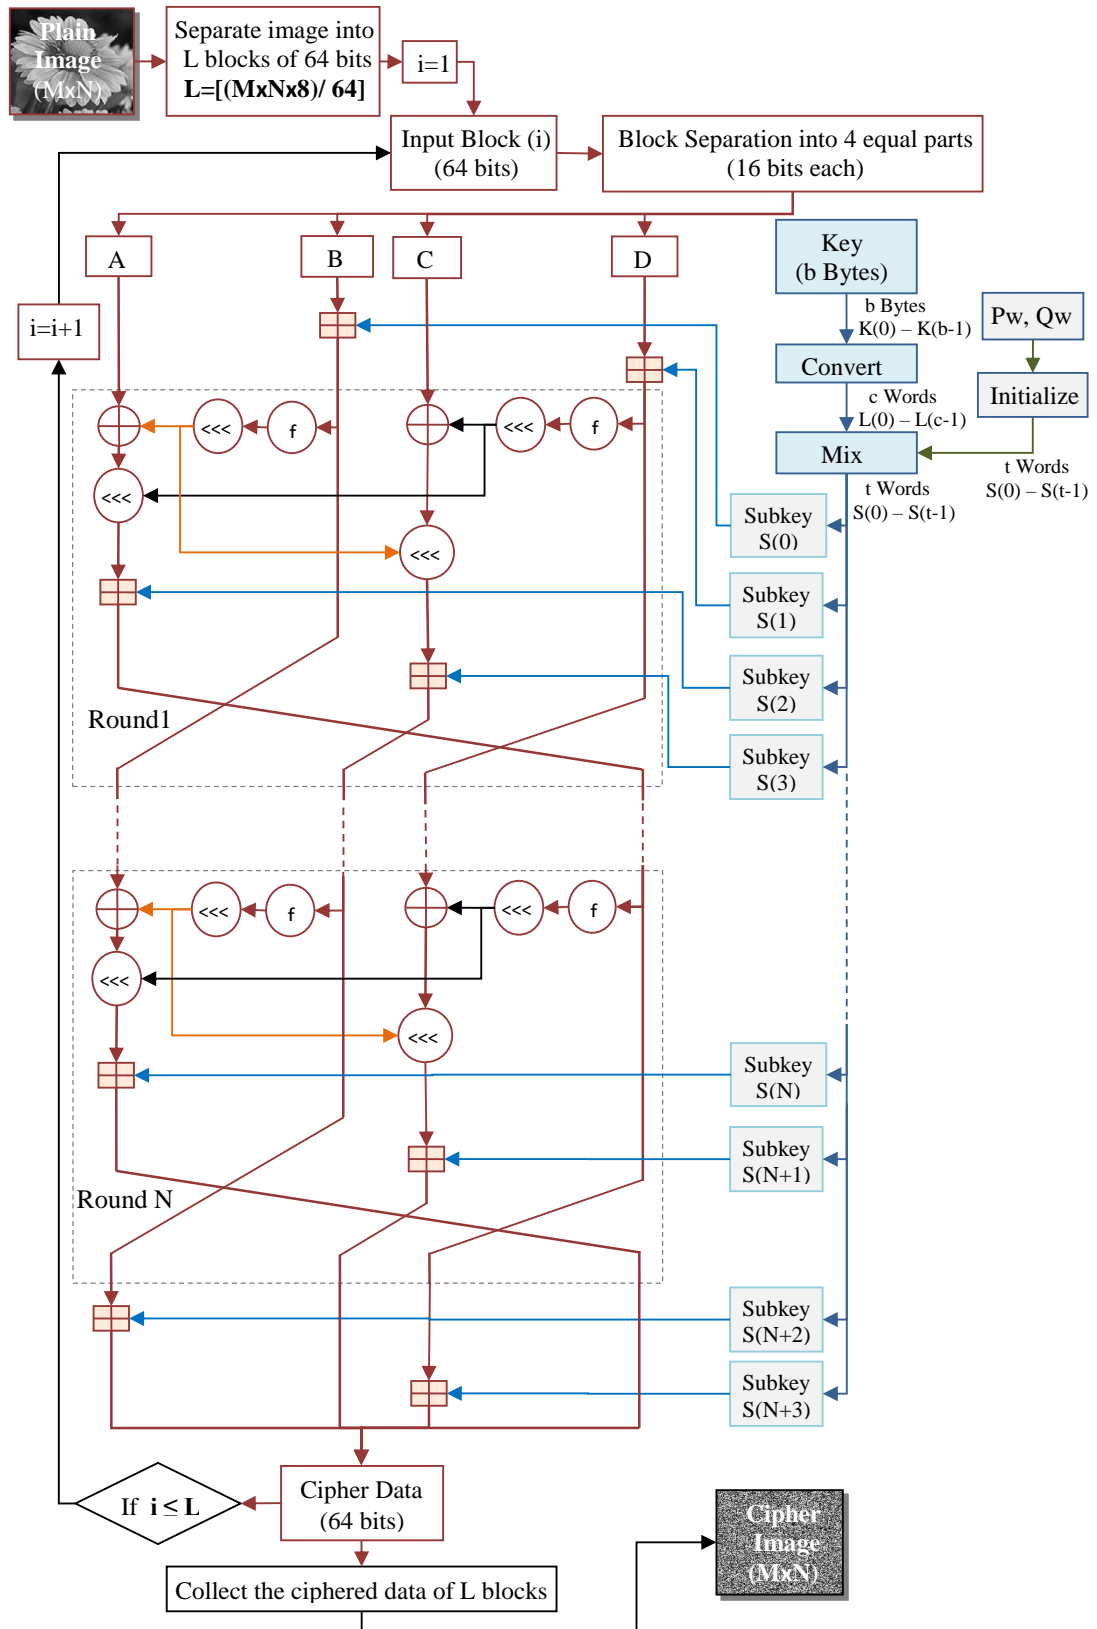 Plain
Image
(MxN)
Separate image into
L blocks of 64 bits
L=[(MxNx8)/ 64]
i=1
Input Block (i)
(64 bits)
Block Separation into 4 equal parts
(16 bits each)
A
B
C
D
Key
(b Bytes)
b Bytes
K(0) – K(b-1)
Pw, Qw
i=i+1
Convert
Initialize
c Words
L(0) – L(c-1)
<<<
f
<<<
f
Mix
t Words
S(0) – S(t-1)
t Words
S(0) – S(t-1)
<<<
Subkey
S(0)
<<<
Subkey
S(1)
Subkey
S(2)
Round1
Subkey
S(3)
<<<
f
<<<
f
<<<
<<<
Subkey
S(N)
Subkey
S(N+1)
Round N
Subkey
S(N+2)
Subkey
S(N+3)
If i ≤ L
Cipher Data
(64 bits)
Cipher
Image
(MxN)
Collect the ciphered data of L blocks